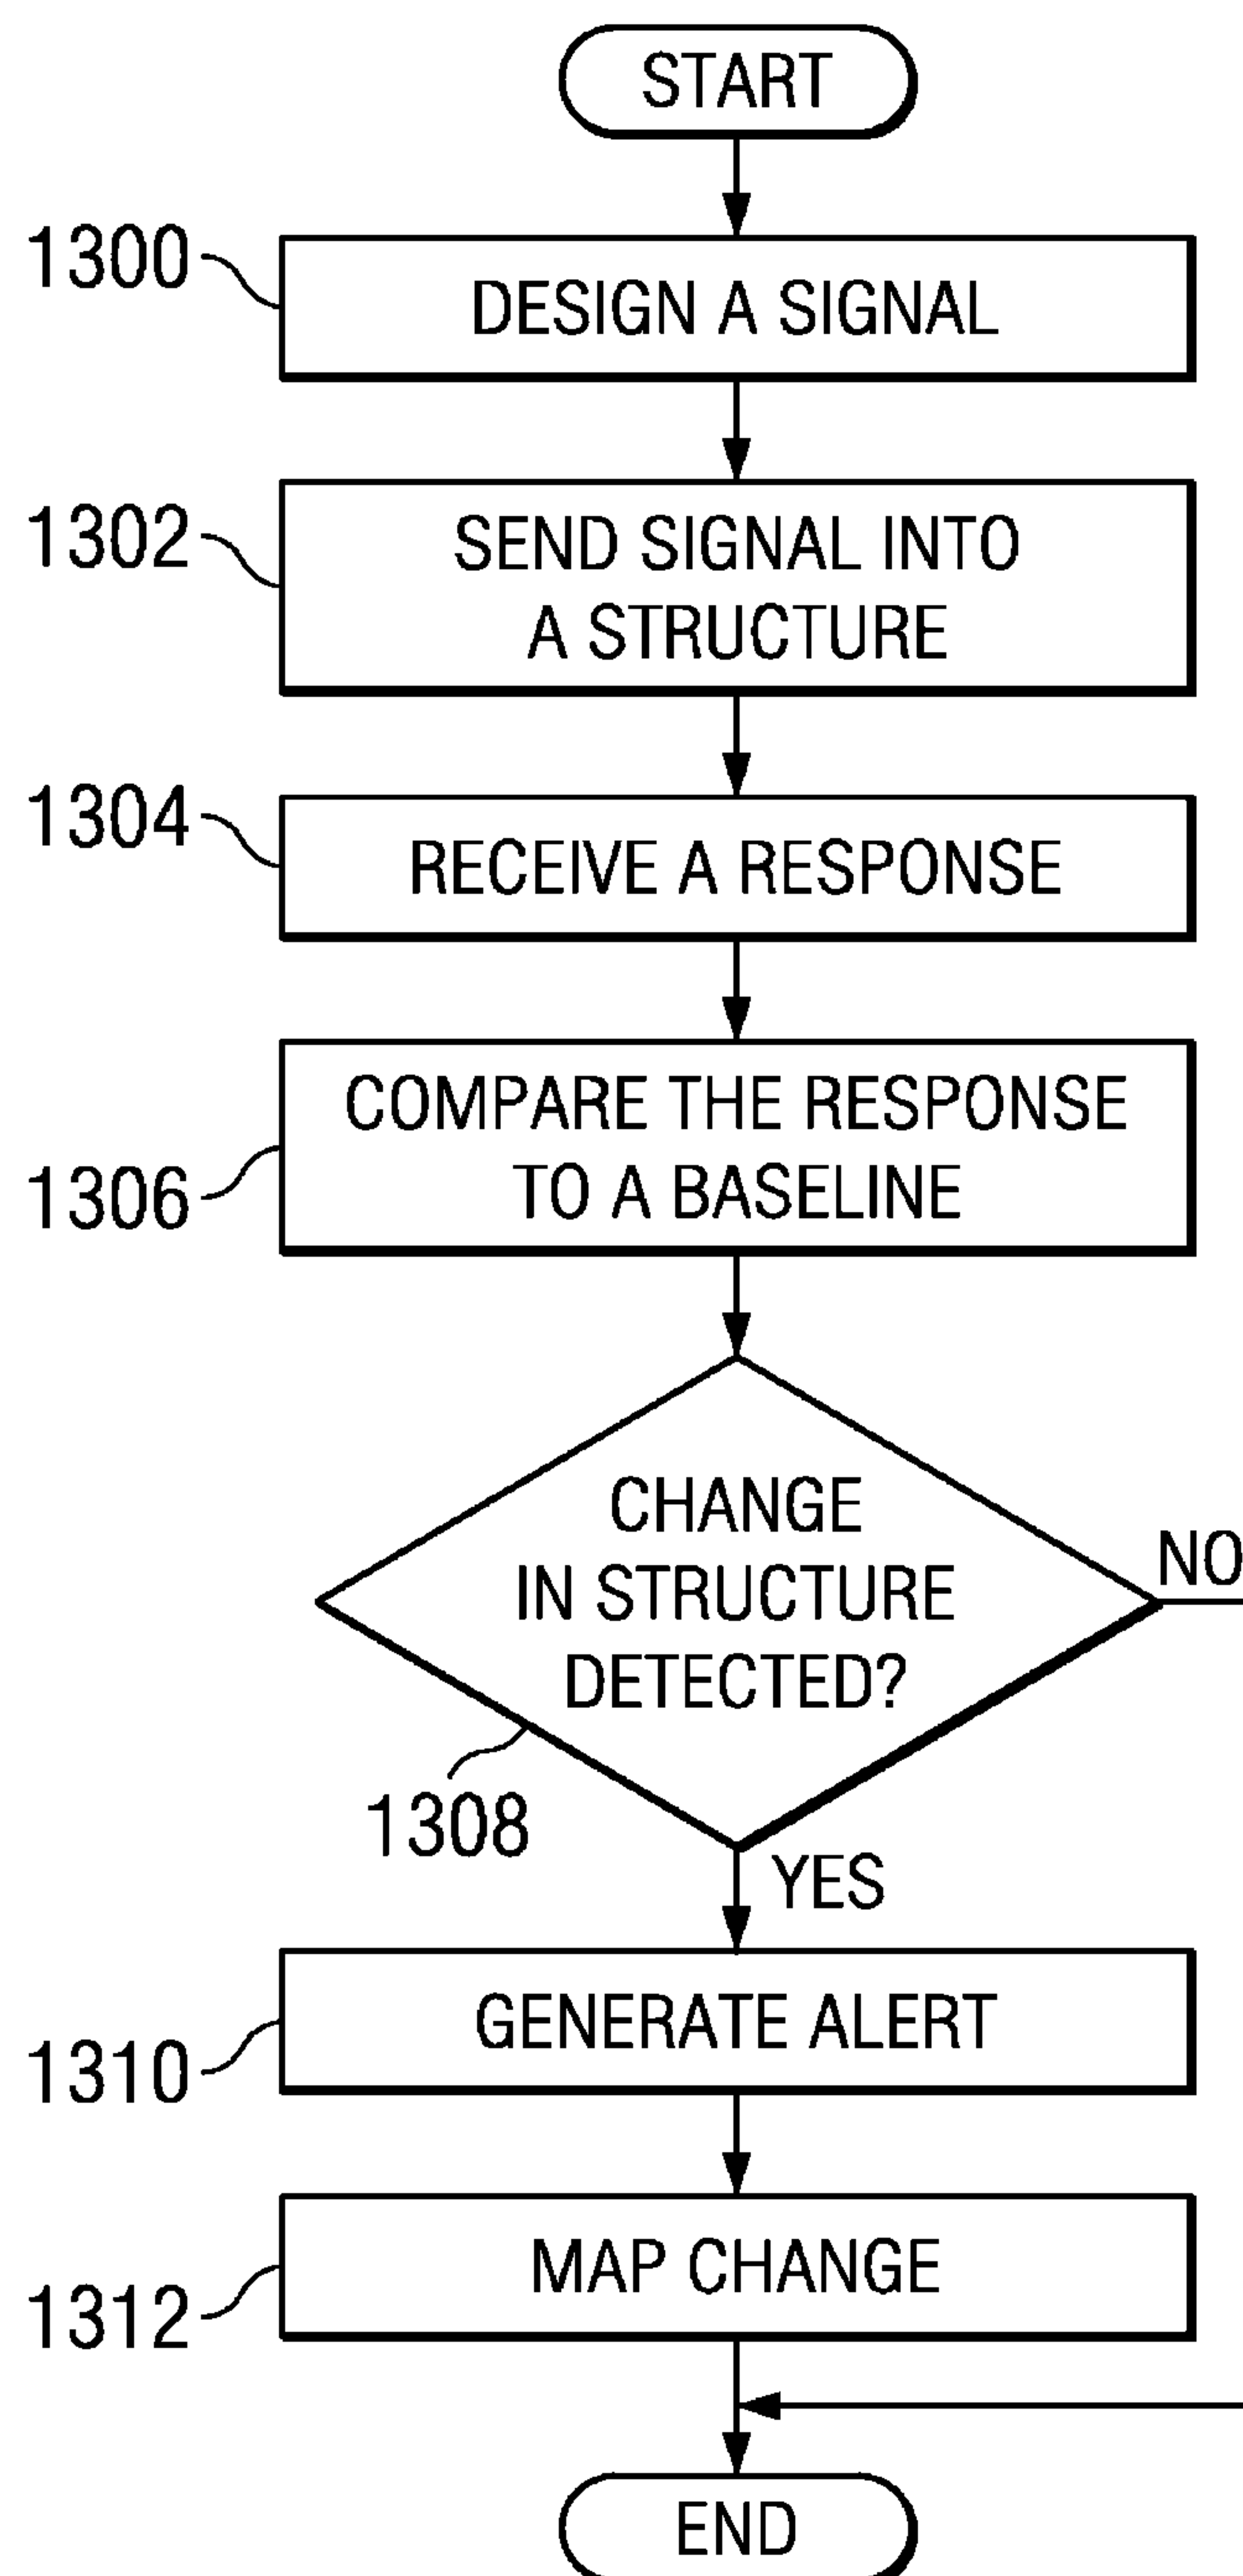 START
1300
DESIGN A SIGNAL
1302
SEND SIGNAL INTO
A STRUCTURE
1304
RECEIVE A RESPONSE
1306
COMPARE THE RESPONSE
TO A BASELINE
CHANGE
IN STRUCTURE
DETECTED?
NO
1308
YES
1310
GENERATE ALERT
1312
MAP CHANGE
END